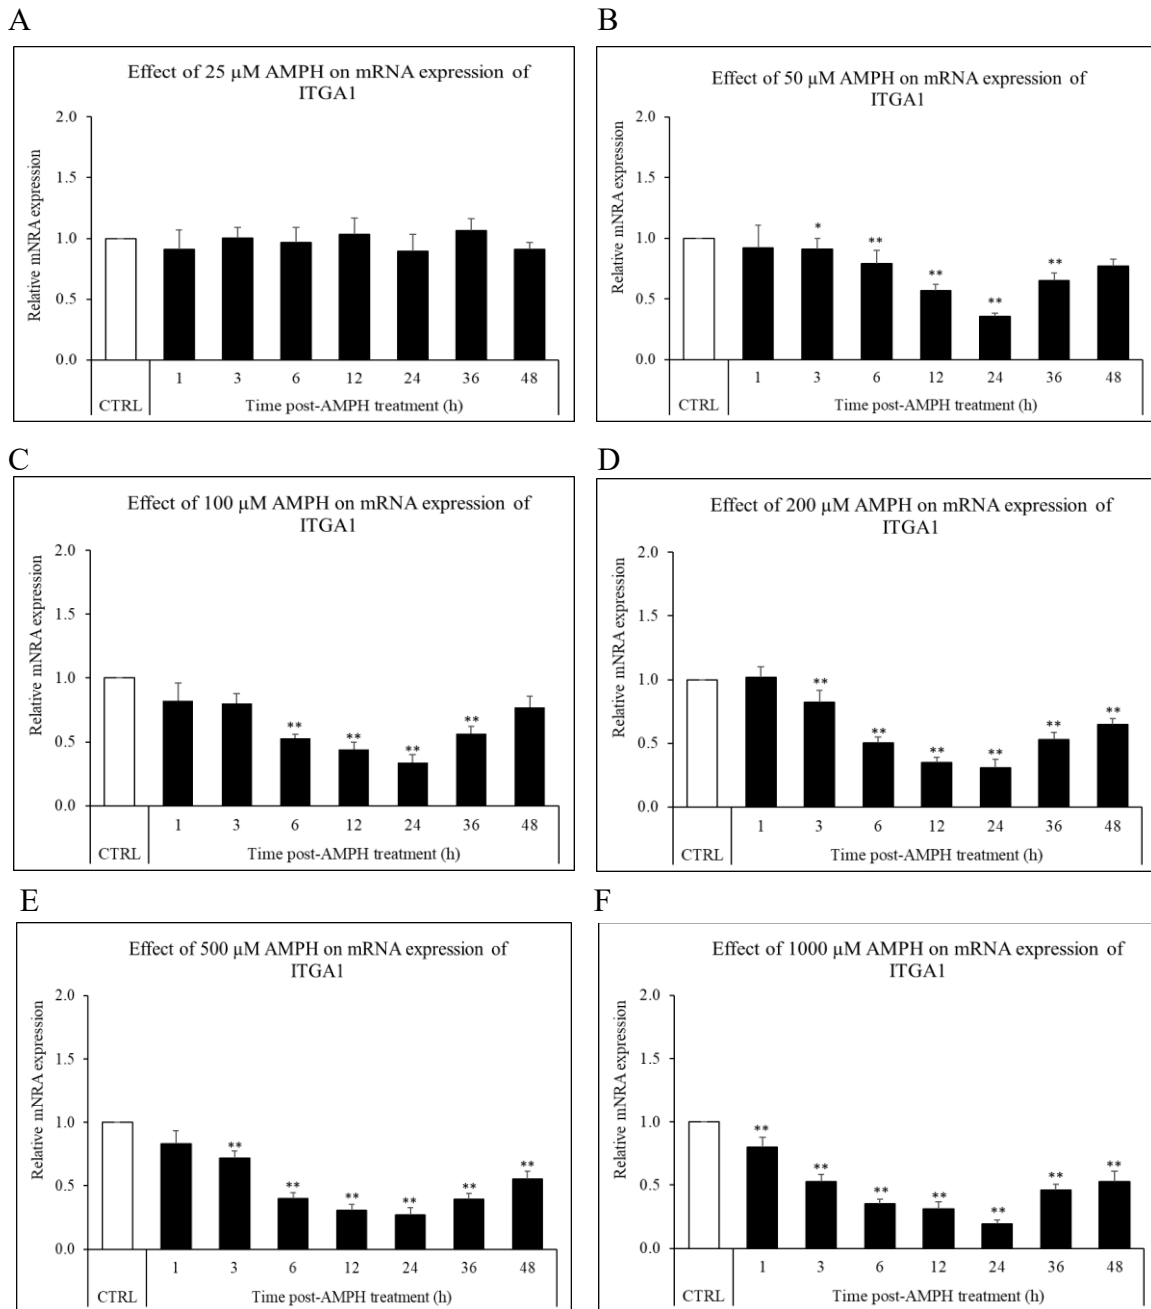 A
Effect of 25 µM AMPH on mRNA expression of
ITGA1
Relative mNRA expression
2.0
1.5
1.0
0.5
0.0
1 3 6 12 24 36 48
CTRL Time post-AMPH treatment (h)
B
Effect of 50 µM AMPH on mRNA expression of
ITGA1
Relative mNRA expression
2.0
1.5
1.0
0.5
0.0
* ** ** ** **
1 3 6 12 24 36 48
CTRL Time post-AMPH treatment (h)
C
Effect of 100 µM AMPH on mRNA expression of
ITGA1
Relative mNRA expression
2.0
1.5
1.0
0.5
0.0
** ** ** **
1 3 6 12 24 36 48
CTRL Time post-AMPH treatment (h)
D
Effect of 200 µM AMPH on mRNA expression of
ITGA1
Relative mNRA expression
2.0
1.5
1.0
0.5
0.0
** ** ** ** ** **
1 3 6 12 24 36 48
CTRL Time post-AMPH treatment (h)
E
Effect of 500 µM AMPH on mRNA expression of
ITGA1
Relative mNRA expression
2.0
1.5
1.0
0.5
0.0
** ** ** ** ** **
1 3 6 12 24 36 48
CTRL Time post-AMPH treatment (h)
F
Effect of 1000 µM AMPH on mRNA expression of
ITGA1
Relative mNRA expression
2.0
1.5
1.0
0.5
0.0
** ** ** ** ** ** **
1 3 6 12 24 36 48
CTRL Time post-AMPH treatment (h)